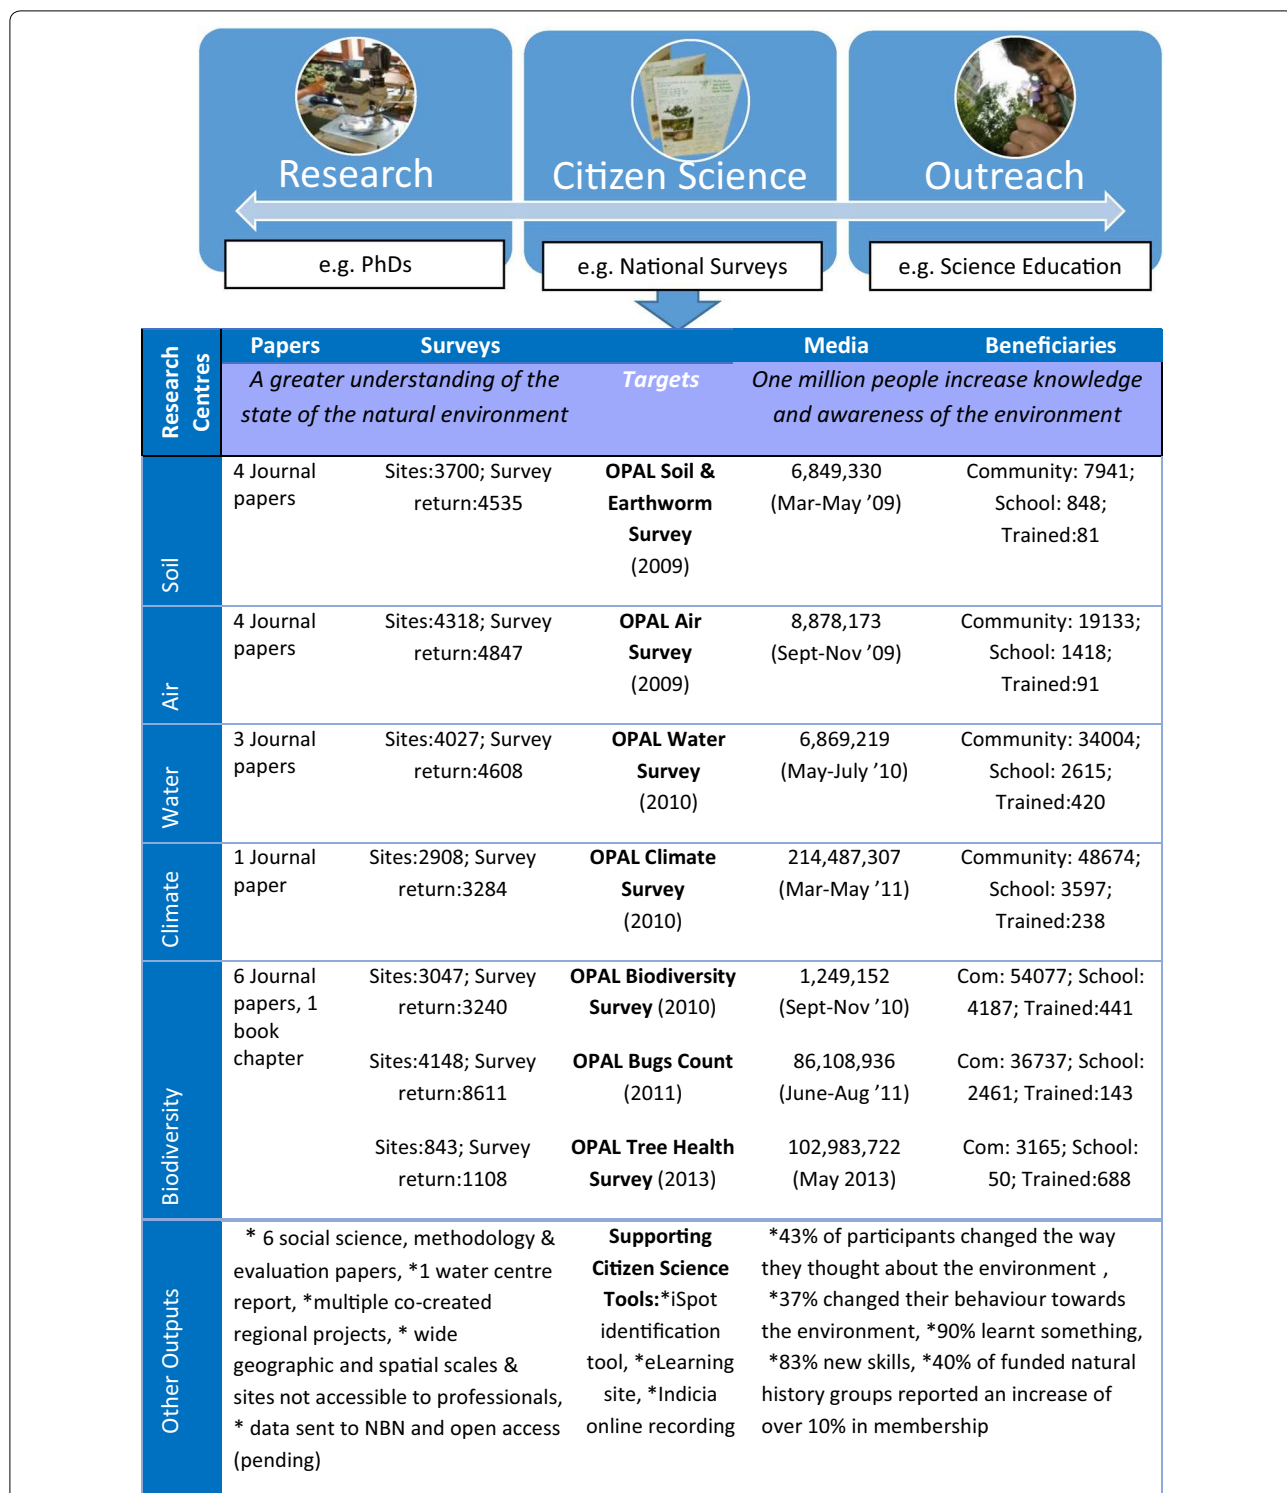 Research
Citizen Science
Outreach
e.g. PhDs
e.g. National Surveys
e.g. Science Education
Research
Centres
Papers
Surveys
Media
Beneficiaries
A greater understanding of the
state of the natural environment
Targets
One million people increase knowledge
and awareness of the environment
Soil
4 Journal
papers
Sites:3700; Survey
return:4535
OPAL Soil &
Earthworm
Survey
(2009)
6,849,330
(Mar-May ’09)
Community: 7941;
School: 848;
Trained:81
Air
4 Journal
papers
Sites:4318; Survey
return:4847
OPAL Air
Survey
(2009)
8,878,173
(Sept-Nov ’09)
Community: 19133;
School: 1418;
Trained:91
Water
3 Journal
papers
Sites:4027; Survey
return:4608
OPAL Water
Survey
(2010)
6,869,219
(May-July ’10)
Community: 34004;
School: 2615;
Trained:420
Climate
1 Journal
paper
Sites:2908; Survey
return:3284
OPAL Climate
Survey
(2010)
214,487,307
(Mar-May ’11)
Community: 48674;
School: 3597;
Trained:238
Biodiversity
6 Journal
papers, 1
book
chapter
Sites:3047; Survey
return:3240
OPAL Biodiversity
Survey (2010)
1,249,152
(Sept-Nov ’10)
Com: 54077; School:
4187; Trained:441
Sites:4148; Survey
return:8611
OPAL Bugs Count
(2011)
86,108,936
(June-Aug ’11)
Com: 36737; School:
2461; Trained:143
Sites:843; Survey
return:1108
OPAL Tree Health
Survey (2013)
102,983,722
(May 2013)
Com: 3165; School:
50; Trained:688
Other Outputs
* 6 social science, methodology &
evaluation papers, *1 water centre
report, *multiple co-created
regional projects, * wide
geographic and spatial scales &
sites not accessible to professionals,
* data sent to NBN and open access
(pending)
Supporting
Citizen Science
Tools:*iSpot
identification
tool, *eLearning
site, *Indicia
online recording
*43% of participants changed the way
they thought about the environment ,
*37% changed their behaviour towards
the environment, *90% learnt something,
*83% new skills, *40% of funded natural
history groups reported an increase of
over 10% in membership